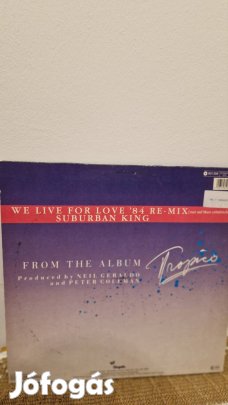 WE LIVE FOR LOVE '84 RE-MIX
SUBURBAN KING
FROM THE ALBUM
Tropico
Produced by NEIL GERALDO
and PETER COLEMAN
Jófogás